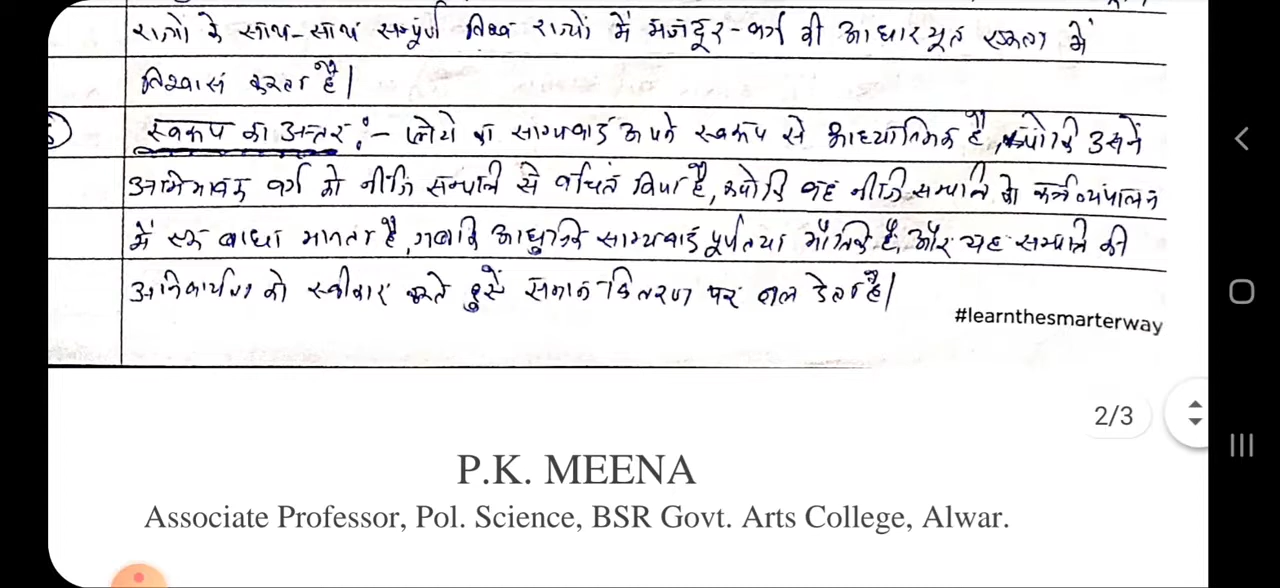 राज्यों के साथ-साथ सम्पूर्ण विश्व राज्यों में मजदूर-वर्ग की आधारभूत एकता में
विश्वास करता है।
स्वरूप का अन्तर :- प्लेटो का साम्यवाद अपने स्वरूप से आध्यात्मिक है, क्योंकि उसने
अभिभावक वर्ग को नीजि सम्पत्ति से वंचित किया है, क्योंकि वह नीजि सम्पत्ति को कर्त्तव्यपालन
में एक बाधा मानता है, जबकि आधुनिक साम्यवाद पूर्णतया भौतिक है, और यह सम्पत्ति की
अनिवार्यता को स्वीकार करते हुये समान वितरण पर बल देता है।
#learnthesmarterway
2/3
P.K. MEENA
Associate Professor, Pol. Science, BSR Govt. Arts College, Alwar.